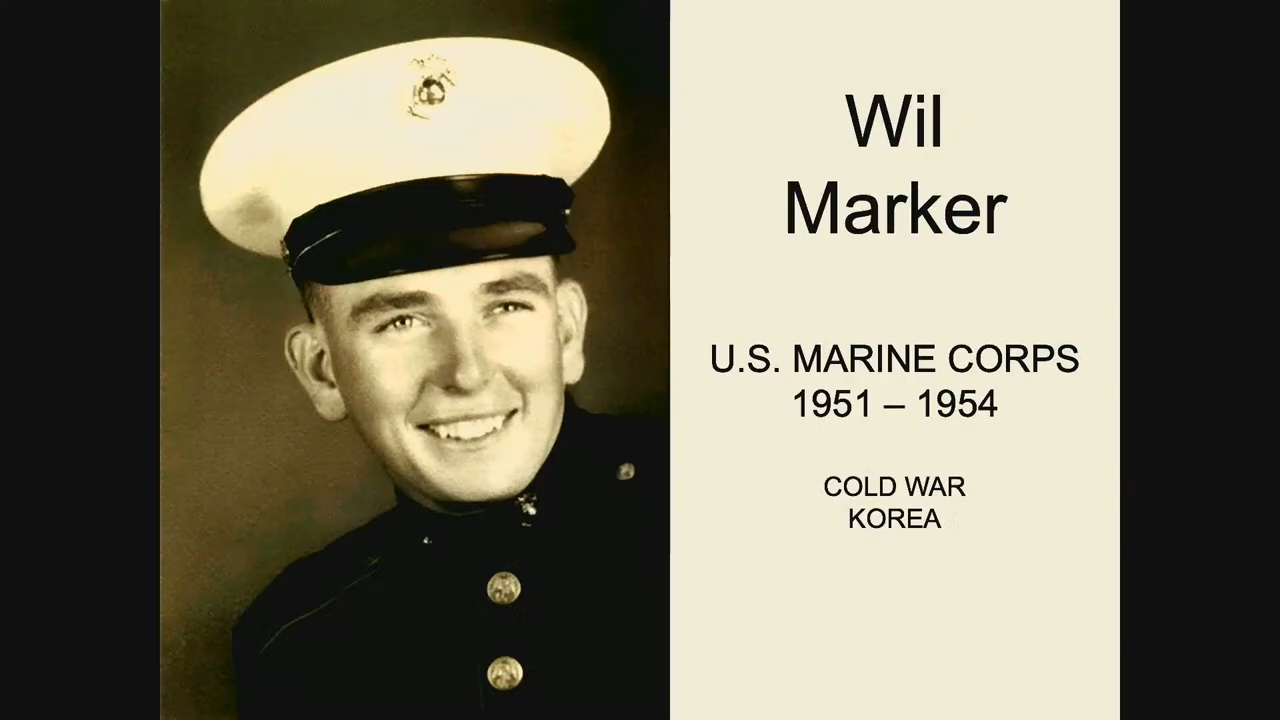 Wil
Marker
U.S. MARINE CORPS
1951 – 1954
COLD WAR
KOREA